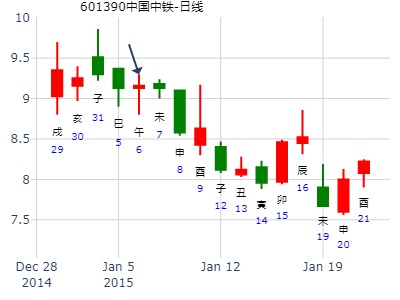 601390中国中铁-日线
10
9.5
9
8.5
8
7.5
戌
29
亥
30
子
31
巳
5
午
6
未
7
申
8
酉
9
子
12
丑
13
寅
14
卯
15
辰
16
未
19
申
20
酉
21
Dec 28
2014
Jan 5
2015
Jan 12
Jan 19